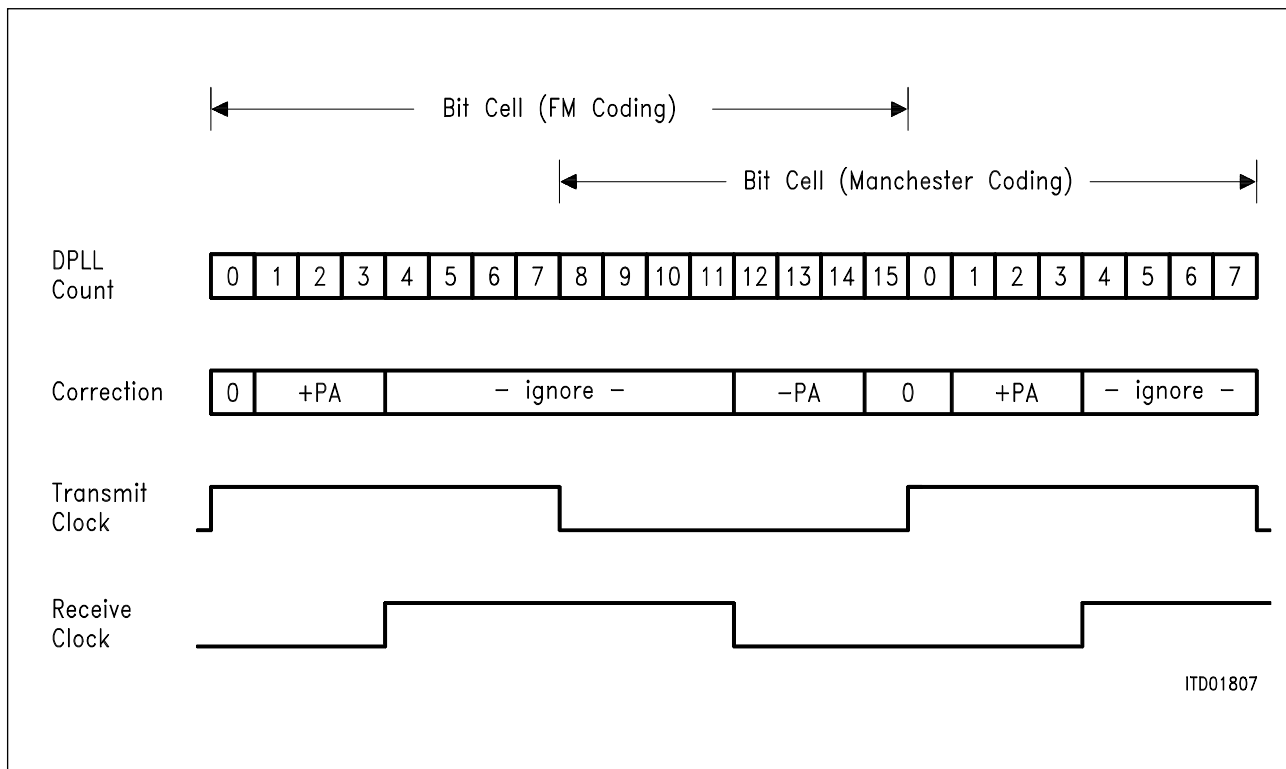 Bit Cell (FM Coding)
Bit Cell (Manchester Coding)
DPLL
Count
0 1 2 3 4 5 6 7 8 9 10 11 12 13 14 15 0 1 2 3 4 5 6 7
Correction
0 +PA - ignore - -PA 0 +PA - ignore -
Transmit
Clock
Receive
Clock
ITD01807